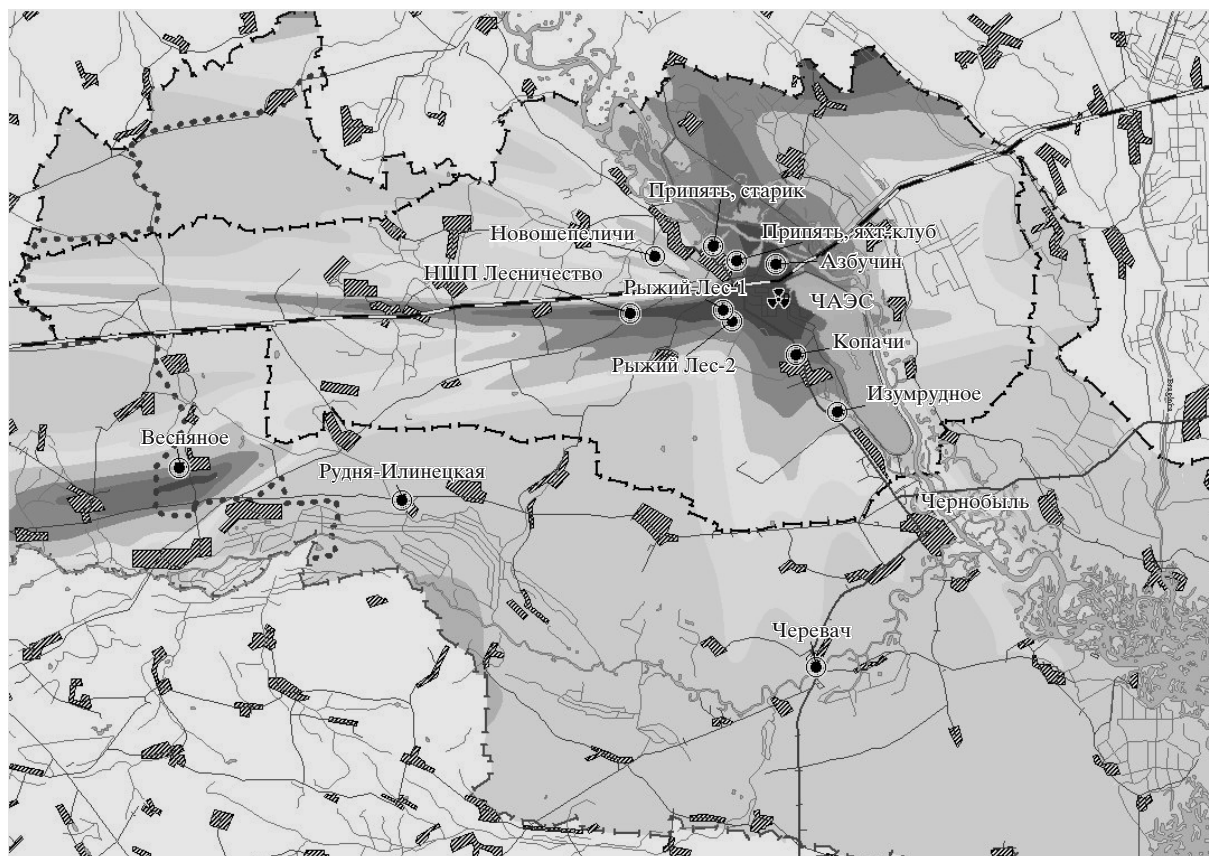 Припять, старик
Припять, яхт-клуб
Новошепеличи
Азбучин
НШП Лесничество
Рыжий Лес-1
ЧАЭС
Копачи
Рыжий Лес-2
Изумрудное
Весняное
Рудня-Илинецкая
Чернобыль
Черевач